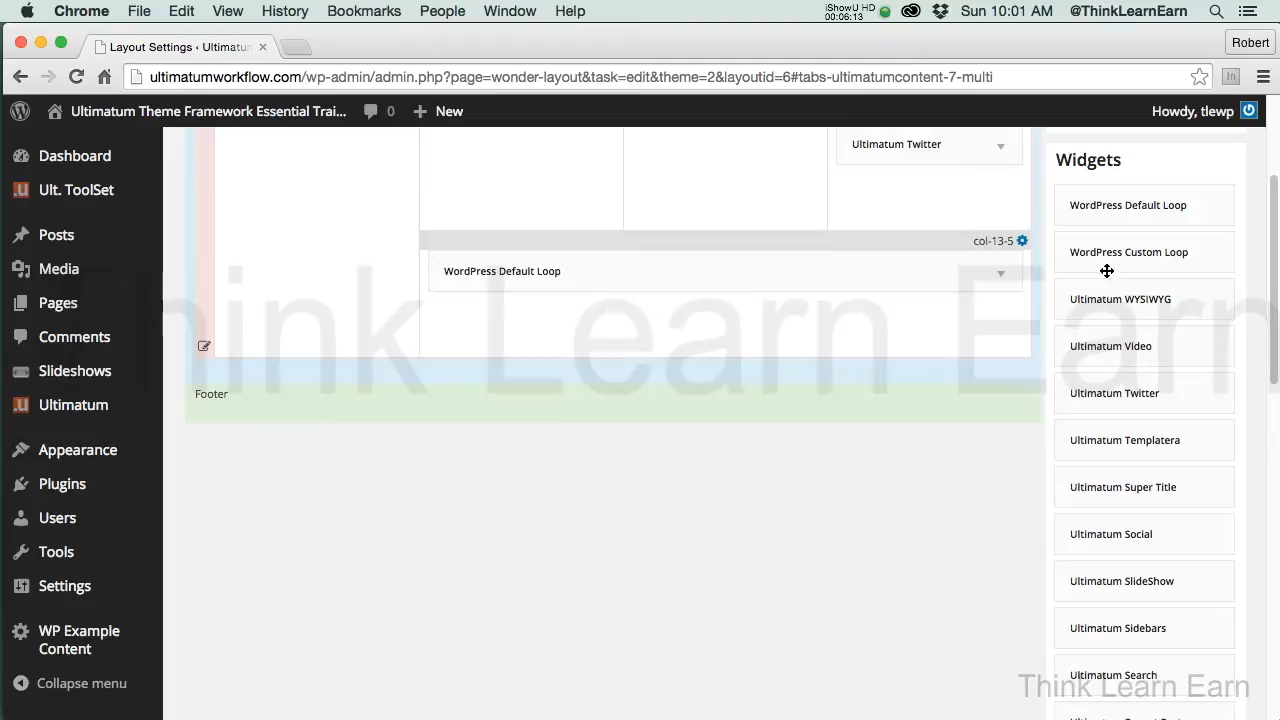 Chrome File Edit View History Bookmarks People Window Help iShowU HD 00:06:13 Sun 10:01 AM @ThinkLearnEarn
Layout Settings ‹ Ultimatum
Robert
ultimatumworkflow.com/wp-admin/admin.php?page=wonder-layout&task=edit&theme=2&layoutid=6#tabs-ultimatumcontent-7-multi
Ultimatum Theme Framework Essential Trai... 0 New Howdy, tlewp
Dashboard
Ult. ToolSet
Posts
Media
Pages
Comments
Slideshows
Ultimatum
Appearance
Plugins
Users
Tools
Settings
WP Example
Content
Collapse menu
Ultimatum Twitter
col-13-5
WordPress Default Loop
Footer
Widgets
WordPress Default Loop
WordPress Custom Loop
Ultimatum WYSIWYG
Ultimatum Video
Ultimatum Twitter
Ultimatum Templatera
Ultimatum Super Title
Ultimatum Social
Ultimatum SlideShow
Ultimatum Sidebars
Ultimatum Search
Think Learn Earn
Think Learn Earn